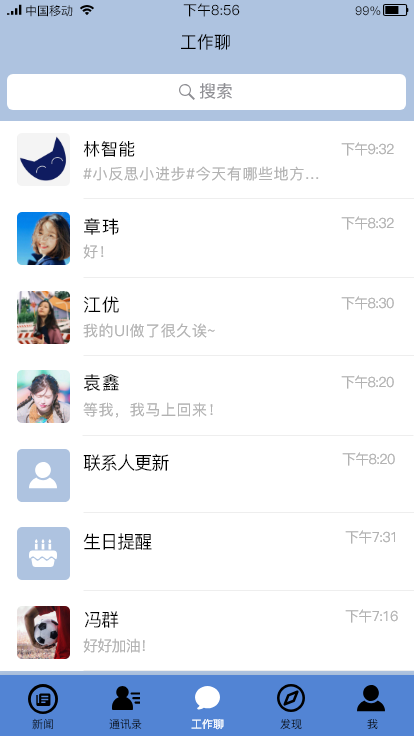 中国移动 下午8:56 99%
工作聊
搜索
林智能 下午9:32
#小反思小进步#今天有哪些地方...
章玮 下午8:32
好！
江优 下午8:30
我的UI做了很久诶~
袁鑫 下午8:20
等我，我马上回来！
联系人更新 下午8:20
生日提醒 下午7:31
冯群 下午7:16
好好加油！
新闻 通讯录 工作聊 发现 我